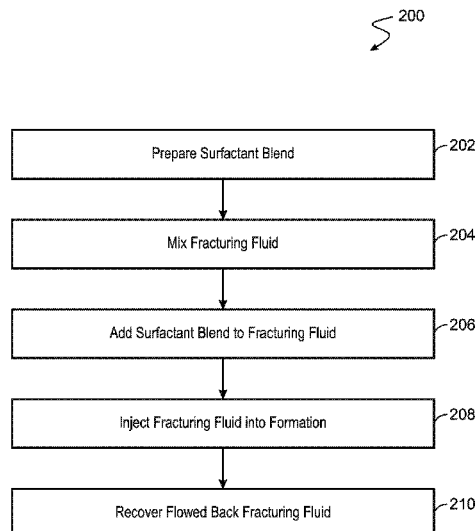 200
Prepare Surfactant Blend
202
Mix Fracturing Fluid
204
Add Surfactant Blend to Fracturing Fluid
206
Inject Fracturing Fluid into Formation
208
Recover Flowed Back Fracturing Fluid
210